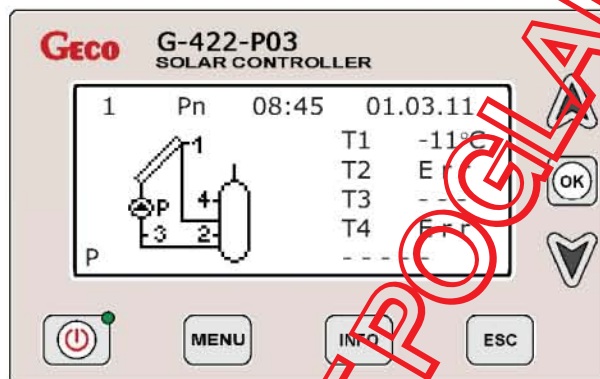 GECO G-422-P03
SOLAR CONTROLLER
1 Pn 08:45 01.03.11
T1 -11°C
T2 Err
T3 ---
T4 Err
-----
1
P 4
3 2
P
OK
MENU INFO ESC